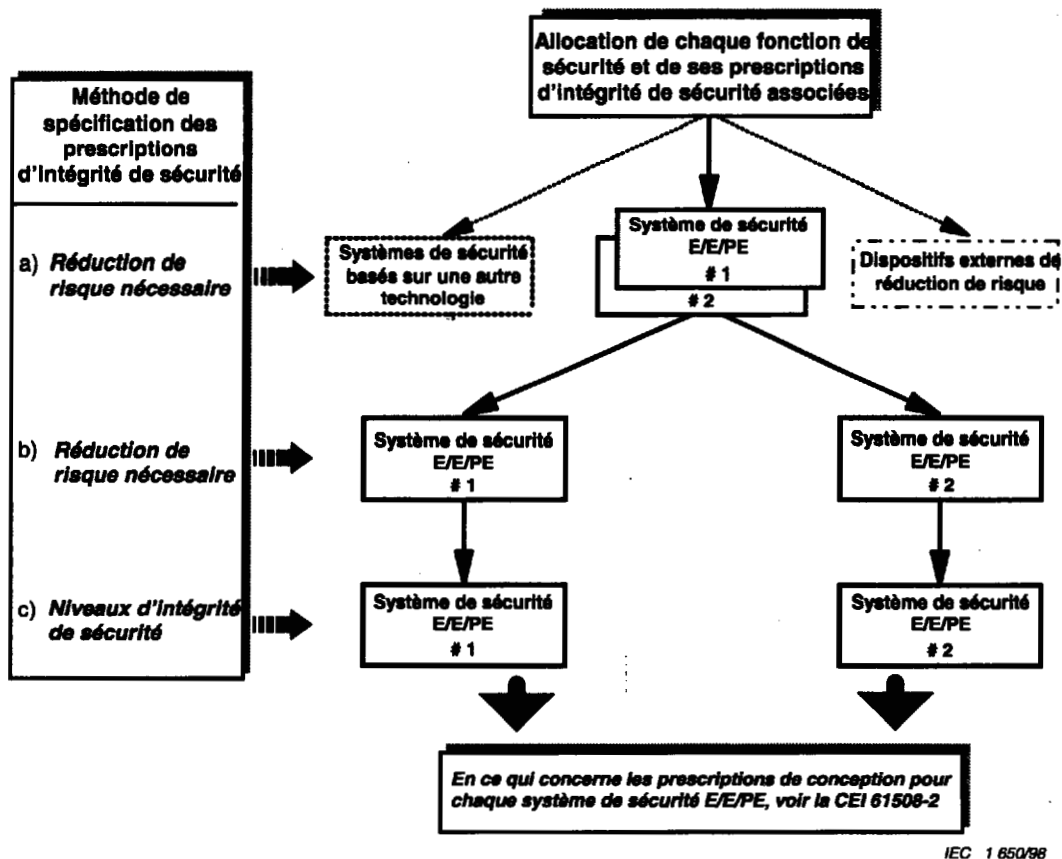 Allocation de chaque fonction de
sécurité et de ses prescriptions
d'intégrité de sécurité associées
Méthode de
spécification des
prescriptions
d'intégrité de sécurité
a) Réduction de
risque nécessaire
Systèmes de sécurité
basés sur une autre
technologie
Système de sécurité
E/E/PE
# 1
# 2
Dispositifs externes de
réduction de risque
b) Réduction de
risque nécessaire
Système de sécurité
E/E/PE
# 1
Système de sécurité
E/E/PE
# 2
c) Niveaux d'intégrité
de sécurité
Système de sécurité
E/E/PE
# 1
Système de sécurité
E/E/PE
# 2
En ce qui concerne les prescriptions de conception pour
chaque système de sécurité E/E/PE, voir la CEI 61508-2
IEC 1 650/98